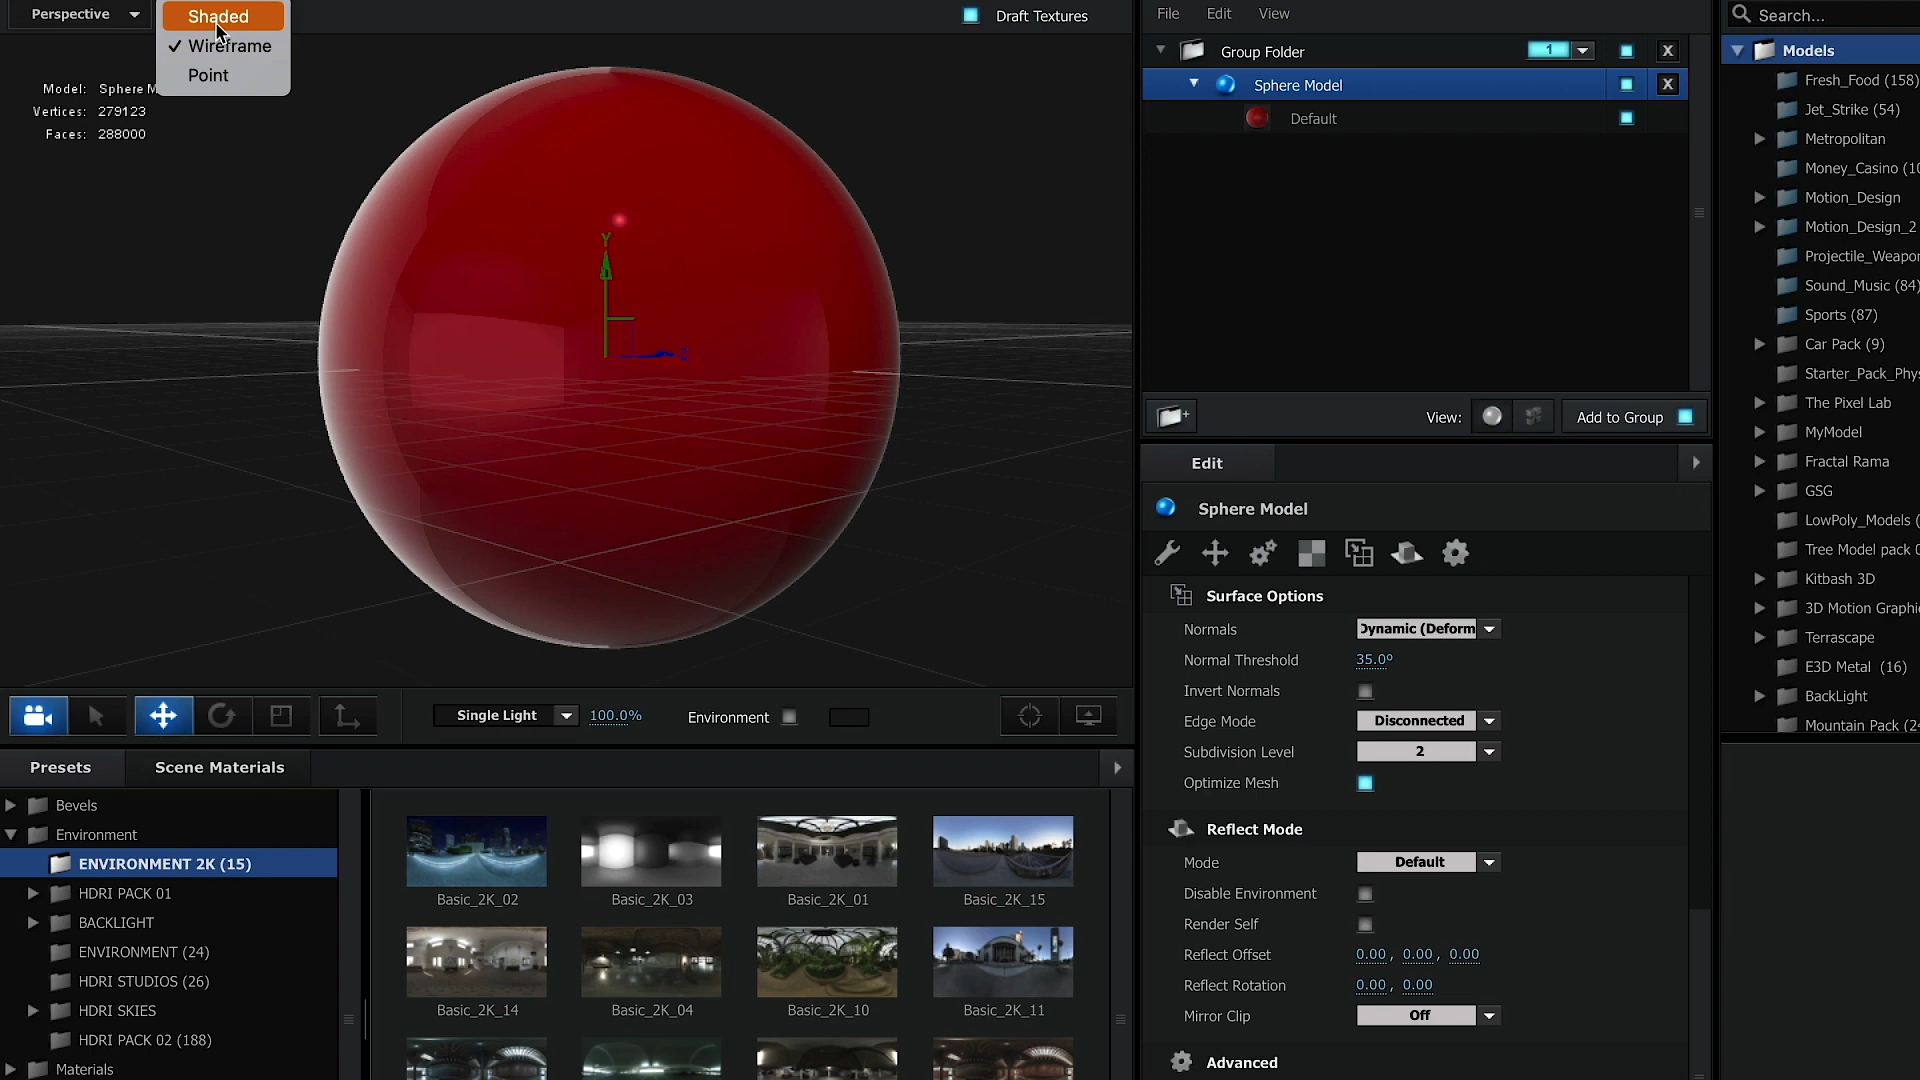 Perspective
Shaded
✓ Wireframe
Point
Draft Textures
Model: Sphere M
Vertices: 279123
Faces: 288000
Y
Z
Single Light
100.0%
Environment
Presets
Scene Materials
Bevels
Environment
ENVIRONMENT 2K (15)
HDRI PACK 01
BACKLIGHT
ENVIRONMENT (24)
HDRI STUDIOS (26)
HDRI SKIES
HDRI PACK 02 (188)
Materials
Basic_2K_02
Basic_2K_03
Basic_2K_01
Basic_2K_15
Basic_2K_14
Basic_2K_04
Basic_2K_10
Basic_2K_11
File
Edit
View
Group Folder
1
X
Sphere Model
X
Default
View:
Add to Group
Edit
Sphere Model
Surface Options
Normals
Dynamic (Deform
Normal Threshold
35.0º
Invert Normals
Edge Mode
Disconnected
Subdivision Level
2
Optimize Mesh
Reflect Mode
Mode
Default
Disable Environment
Render Self
Reflect Offset
0.00, 0.00, 0.00
Reflect Rotation
0.00, 0.00
Mirror Clip
Off
Advanced
Search...
Models
Fresh_Food (158)
Jet_Strike (54)
Metropolitan
Money_Casino (10
Motion_Design
Motion_Design_2
Projectile_Weapon
Sound_Music (84)
Sports (87)
Car Pack (9)
Starter_Pack_Phys
The Pixel Lab
MyModel
Fractal Rama
GSG
LowPoly_Models (
Tree Model pack 0
Kitbash 3D
3D Motion Graphic
Terrascape
E3D Metal (16)
BackLight
Mountain Pack (24